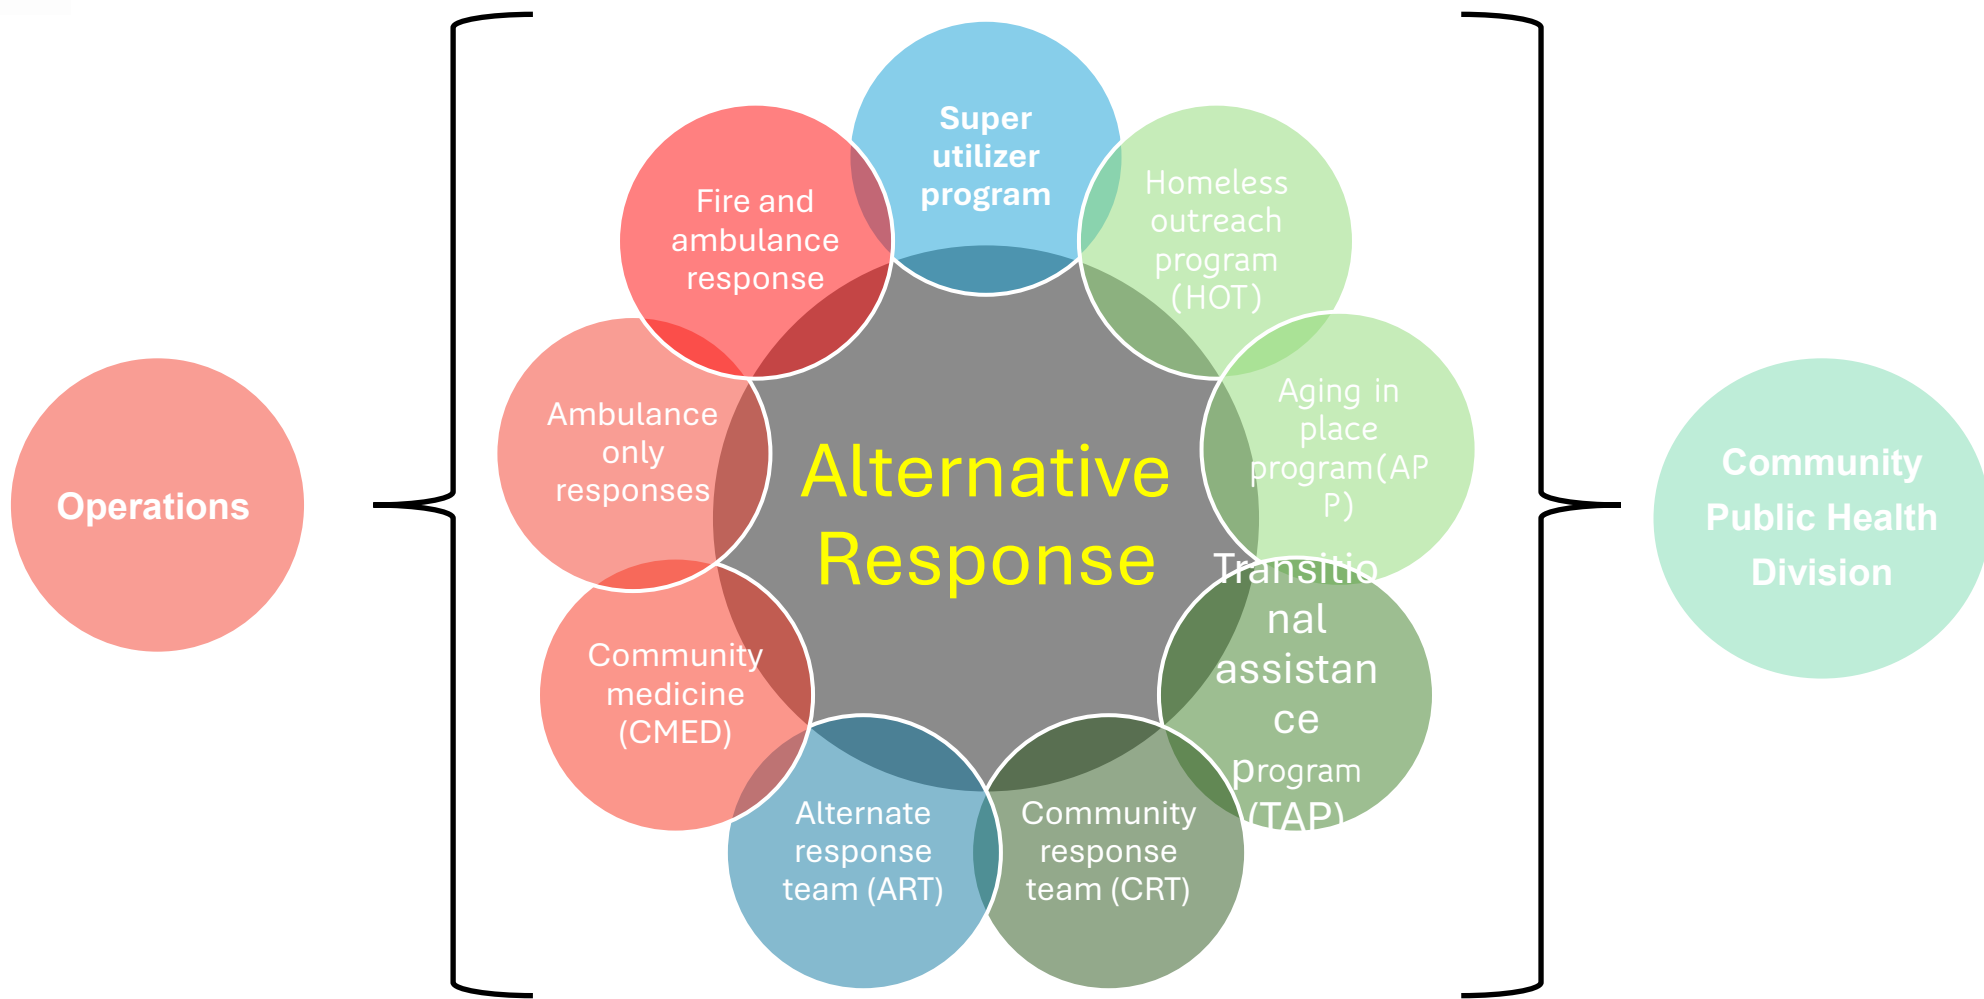 Operations
Super
utilizer
program
Homeless
outreach
program
(HOT)
Aging in
place
program(AP
P)
Transitio
nal
assistan
ce
program
(TAP)
Community
response
team (CRT)
Alternate
response
team (ART)
Community
medicine
(CMED)
Ambulance
only
responses
Fire and
ambulance
response
Alternative
Response
Community
Public Health
Division